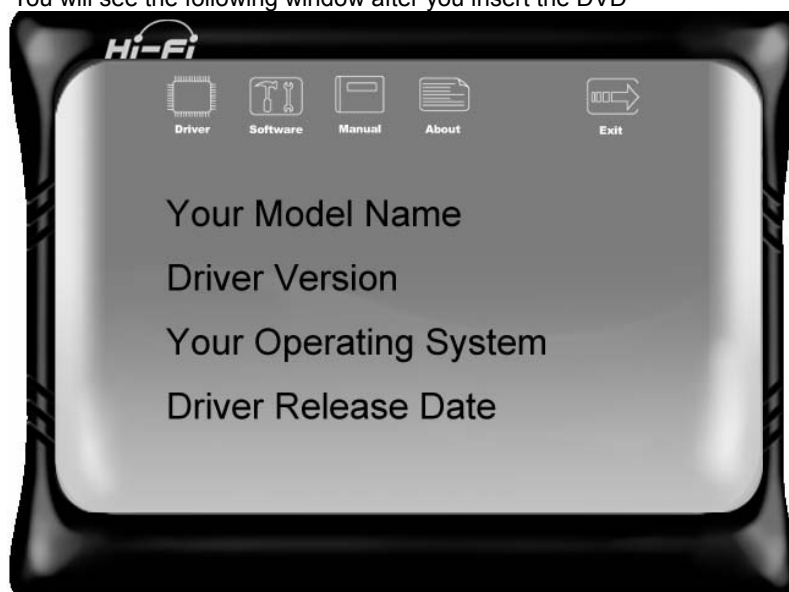 You will see the following window after you insert the DVD
Hi-Fi
Driver Software Manual About Exit
Your Model Name
Driver Version
Your Operating System
Driver Release Date